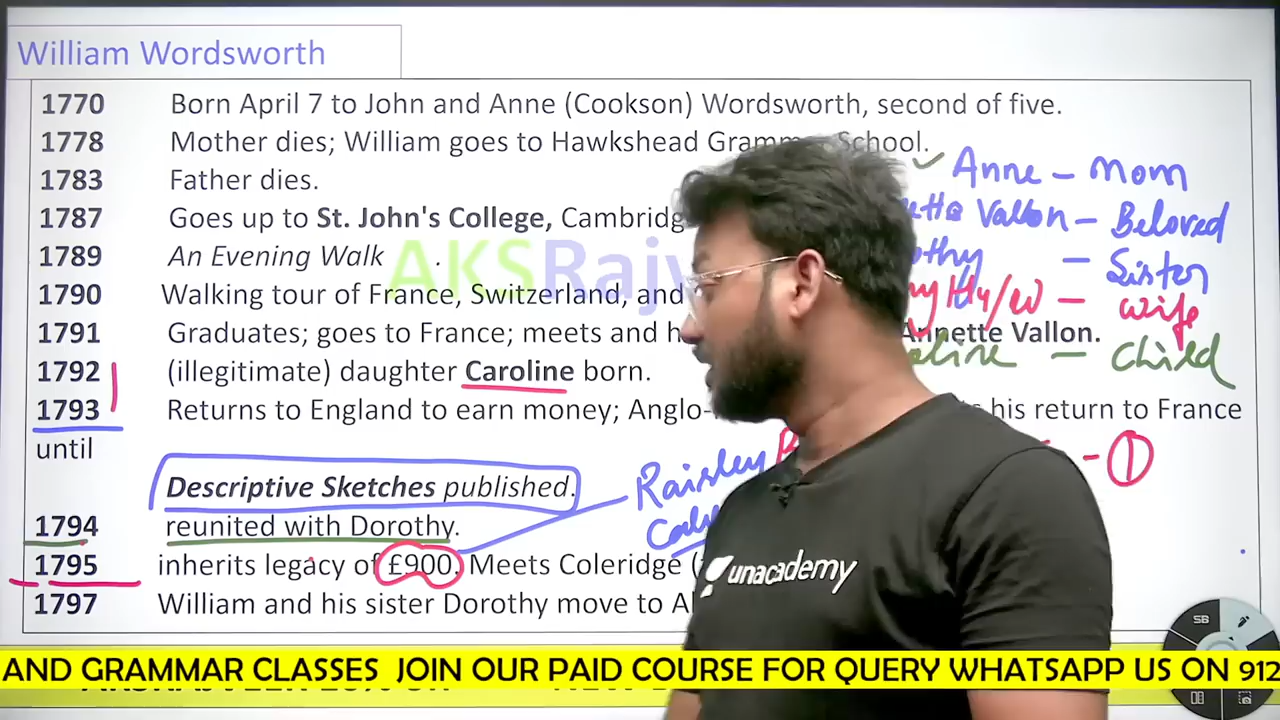 William Wordsworth
1770 Born April 7 to John and Anne (Cookson) Wordsworth, second of five.
1778 Mother dies; William goes to Hawkshead Grammar School.
Anne – Mom
1783 Father dies.
1787 Goes up to St. John's College, Cambridg
Vallon – Beloved
1789 An Evening Walk .
– Sister
AKSRajv
1790 Walking tour of France, Switzerland, and
– wife
1791 Graduates; goes to France; meets and h Annette Vallon.
– Child
1792 (illegitimate) daughter Caroline born.
1793 Returns to England to earn money; Anglo- his return to France
until
- 1
Descriptive Sketches published.
Raisley
1794 reunited with Dorothy.
1795 inherits legacy of £900. Meets Coleridge (
unacademy
1797 William and his sister Dorothy move to Al
SB
AND GRAMMAR CLASSES JOIN OUR PAID COURSE FOR QUERY WHATSAPP US ON 912